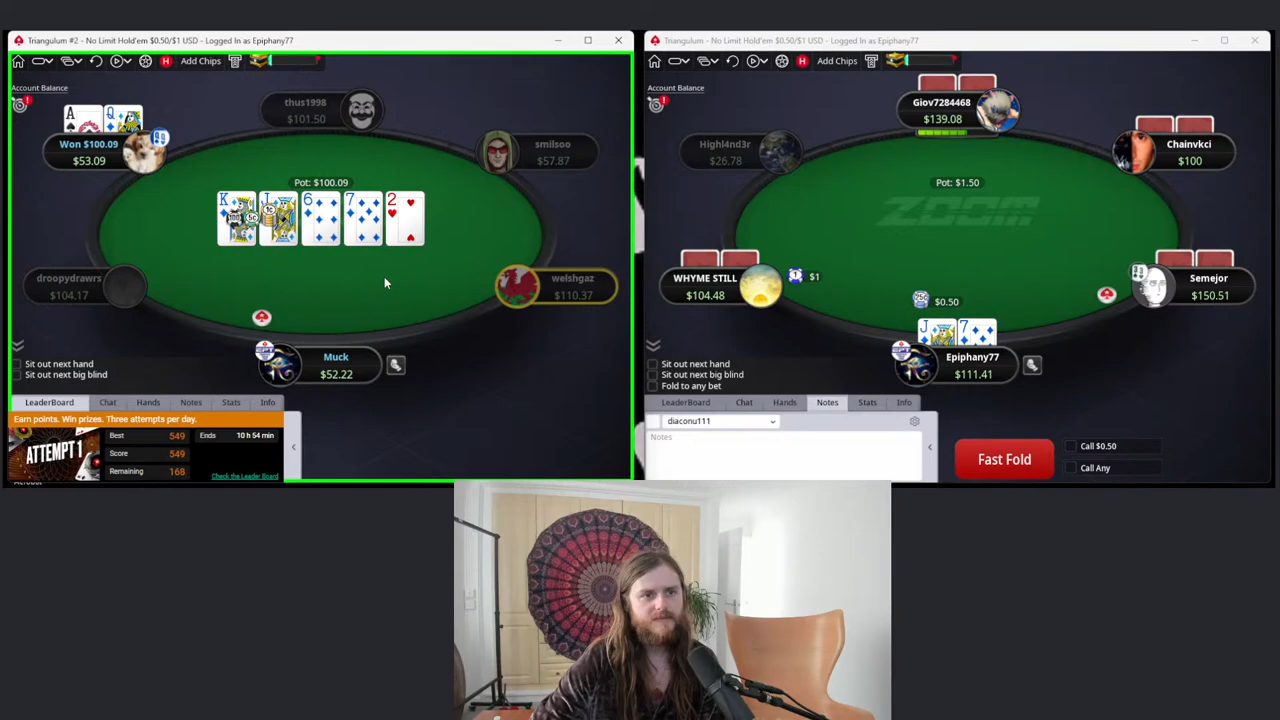 Triangulum #2 - No Limit Hold'em $0.50/$1 USD - Logged In as Epiphany77
H Add Chips
Account Balance
thus1998
$101.50
A Q
Won $100.09
$53.09
smilsoo
$57.87
Pot: $100.09
K J 6 7 2
droopydrawrs
$104.17
welshgaz
$110.37
Muck
$52.22
Sit out next hand
Sit out next big blind
LeaderBoard Chat Hands Notes Stats Info
Earn points. Win prizes. Three attempts per day.
ATTEMPT 1
Best 549 Ends 10 h 54 min
Score 549
Remaining 168
Check the Leader Board
Triangulum - No Limit Hold'em $0.50/$1 USD - Logged In as Epiphany77
H Add Chips
Account Balance
Giov7284468
$139.08
Highl4nd3r
$26.78
Chainvkci
$100
Pot: $1.50
ZOOM
WHYME STILL
$104.48
$1
Semejor
$150.51
$0.50
J 7
Epiphany77
$111.41
Sit out next hand
Sit out next big blind
Fold to any bet
LeaderBoard Chat Hands Notes Stats Info
diaconu111
Notes
Fast Fold
Call $0.50
Call Any